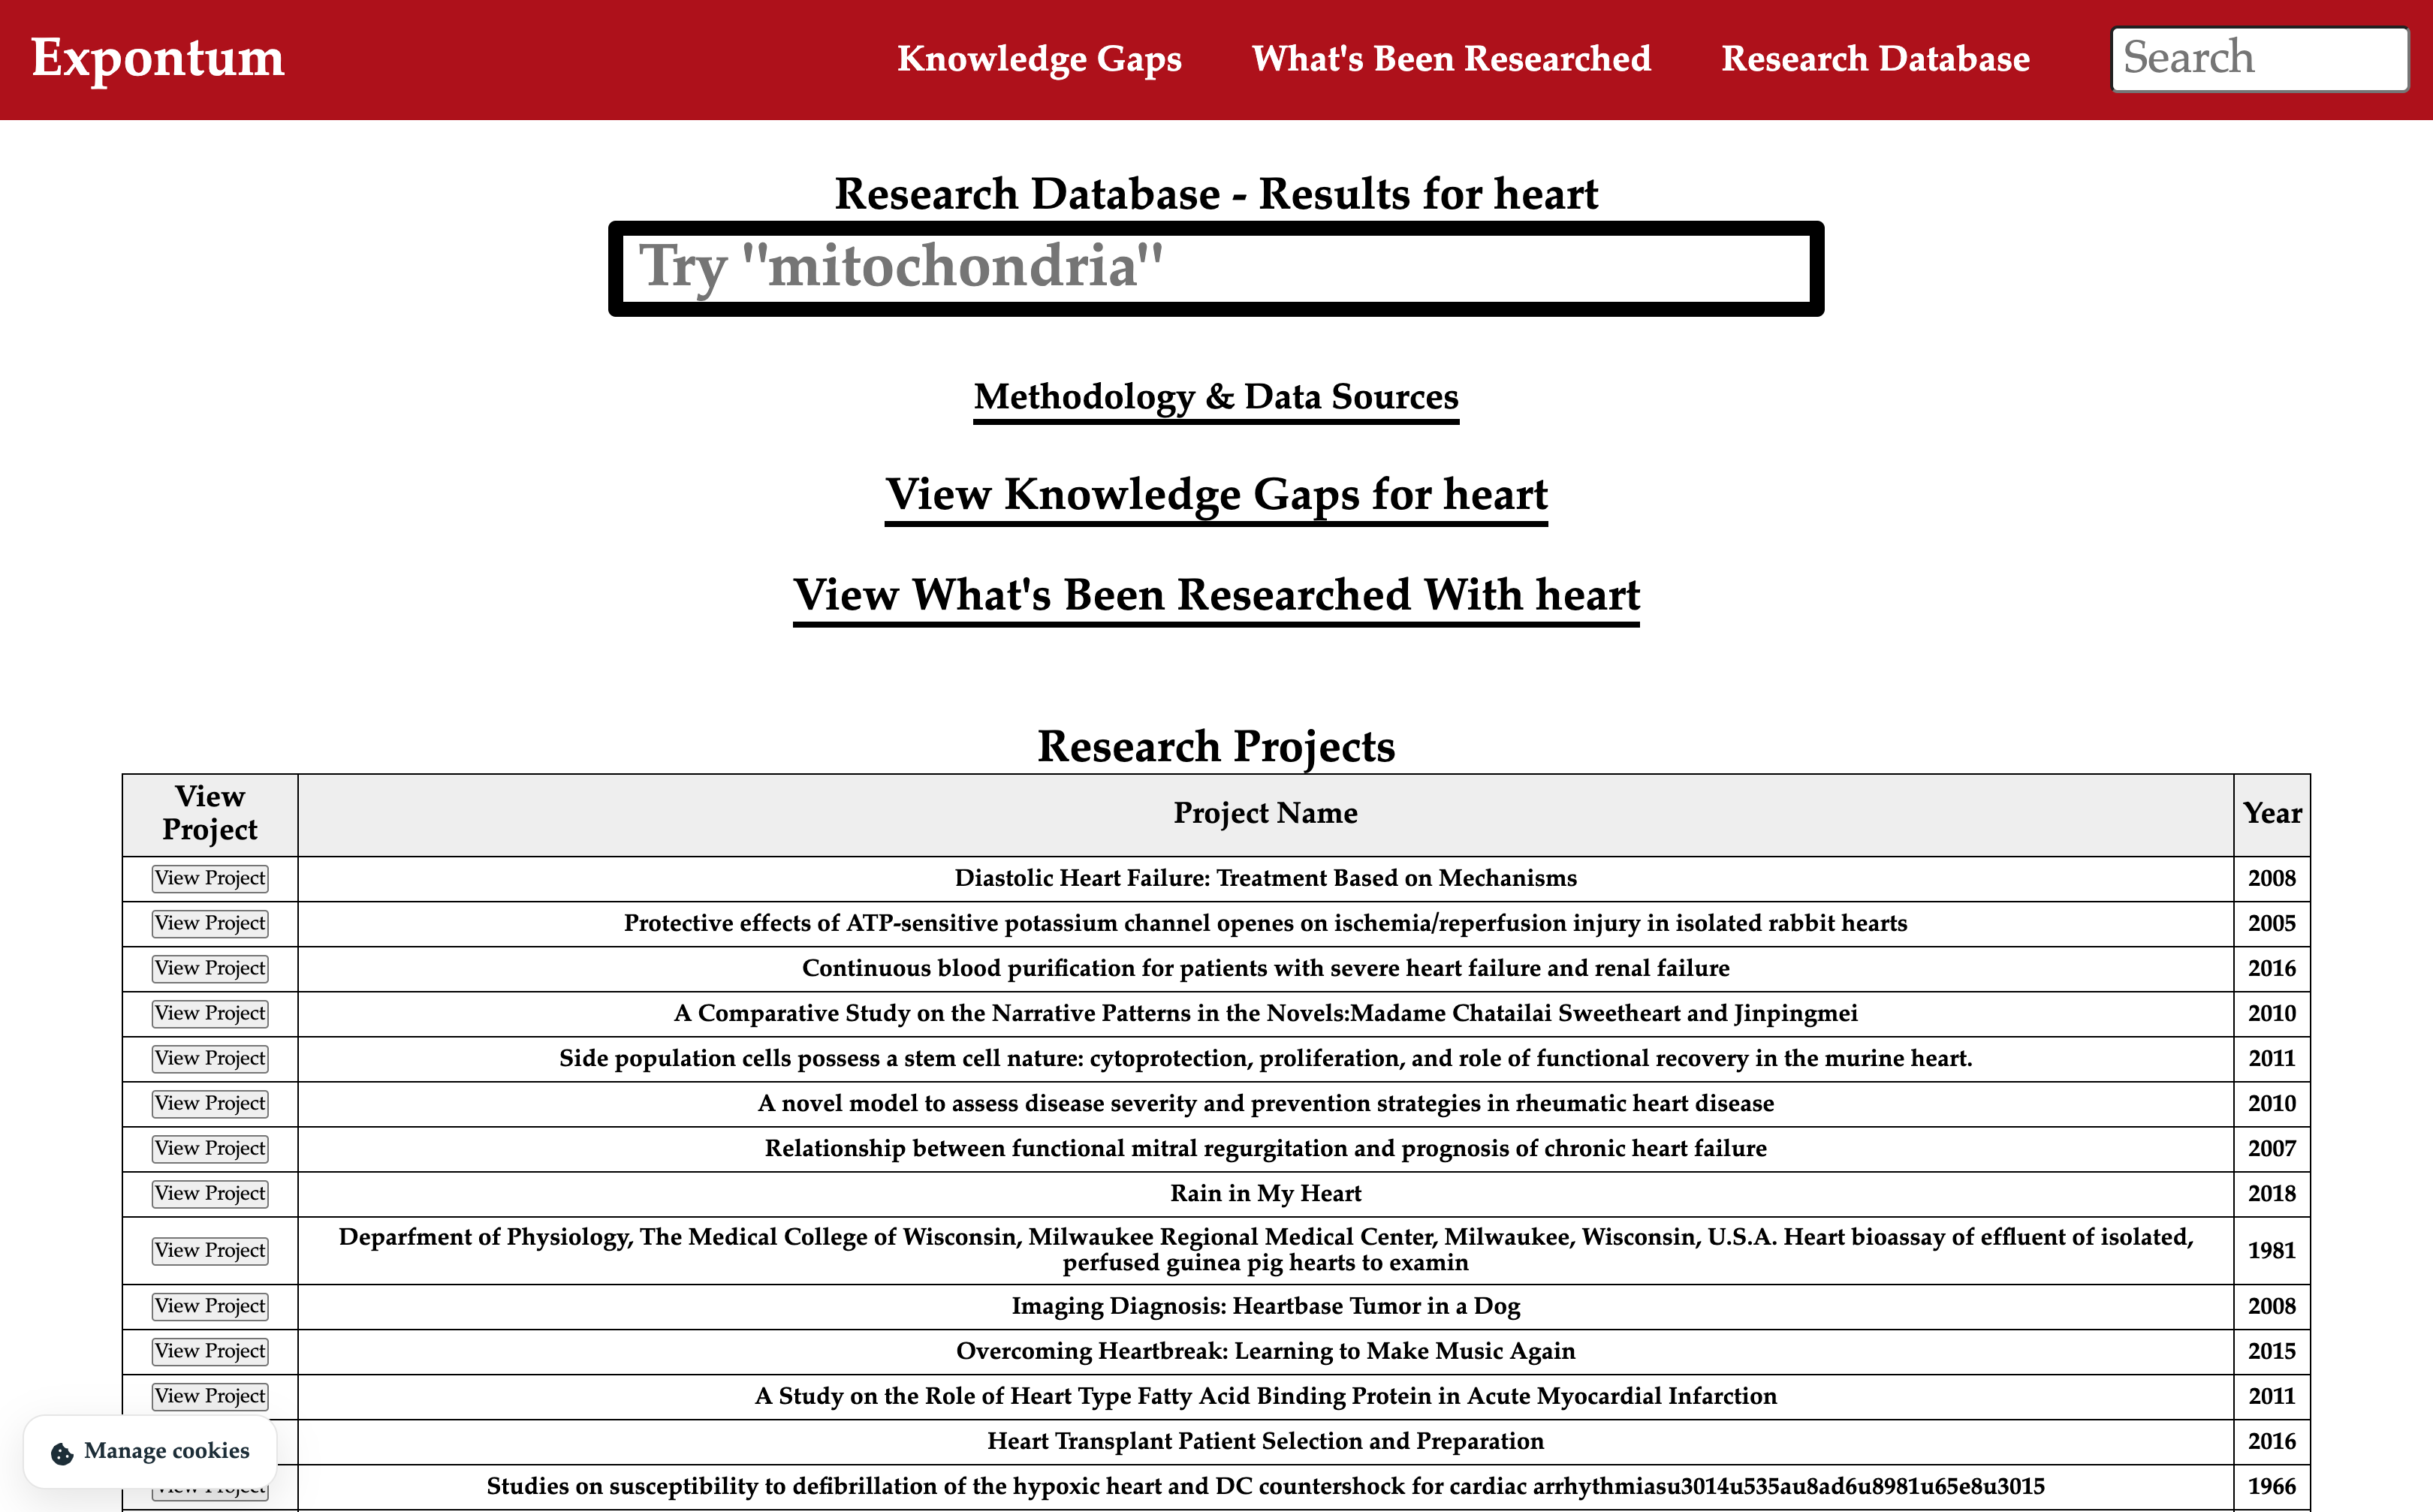 Expontum
Knowledge Gaps
What's Been Researched
Research Database
Search
Research Database - Results for heart
Try "mitochondria"
Methodology & Data Sources
View Knowledge Gaps for heart
View What's Been Researched With heart
Research Projects
View Project
Project Name
Year
View Project Diastolic Heart Failure: Treatment Based on Mechanisms 2008
View Project Protective effects of ATP-sensitive potassium channel openes on ischemia/reperfusion injury in isolated rabbit hearts 2005
View Project Continuous blood purification for patients with severe heart failure and renal failure 2016
View Project A Comparative Study on the Narrative Patterns in the Novels:Madame Chatailai Sweetheart and Jinpingmei 2010
View Project Side population cells possess a stem cell nature: cytoprotection, proliferation, and role of functional recovery in the murine heart. 2011
View Project A novel model to assess disease severity and prevention strategies in rheumatic heart disease 2010
View Project Relationship between functional mitral regurgitation and prognosis of chronic heart failure 2007
View Project Rain in My Heart 2018
View Project Deparfment of Physiology, The Medical College of Wisconsin, Milwaukee Regional Medical Center, Milwaukee, Wisconsin, U.S.A. Heart bioassay of effluent of isolated,
perfused guinea pig hearts to examin 1981
View Project Imaging Diagnosis: Heartbase Tumor in a Dog 2008
View Project Overcoming Heartbreak: Learning to Make Music Again 2015
View Project A Study on the Role of Heart Type Fatty Acid Binding Protein in Acute Myocardial Infarction 2011
Heart Transplant Patient Selection and Preparation 2016
Manage cookies
View Project Studies on susceptibility to defibrillation of the hypoxic heart and DC countershock for cardiac arrhythmiasu3014u535au8ad6u8981u65e8u3015 1966